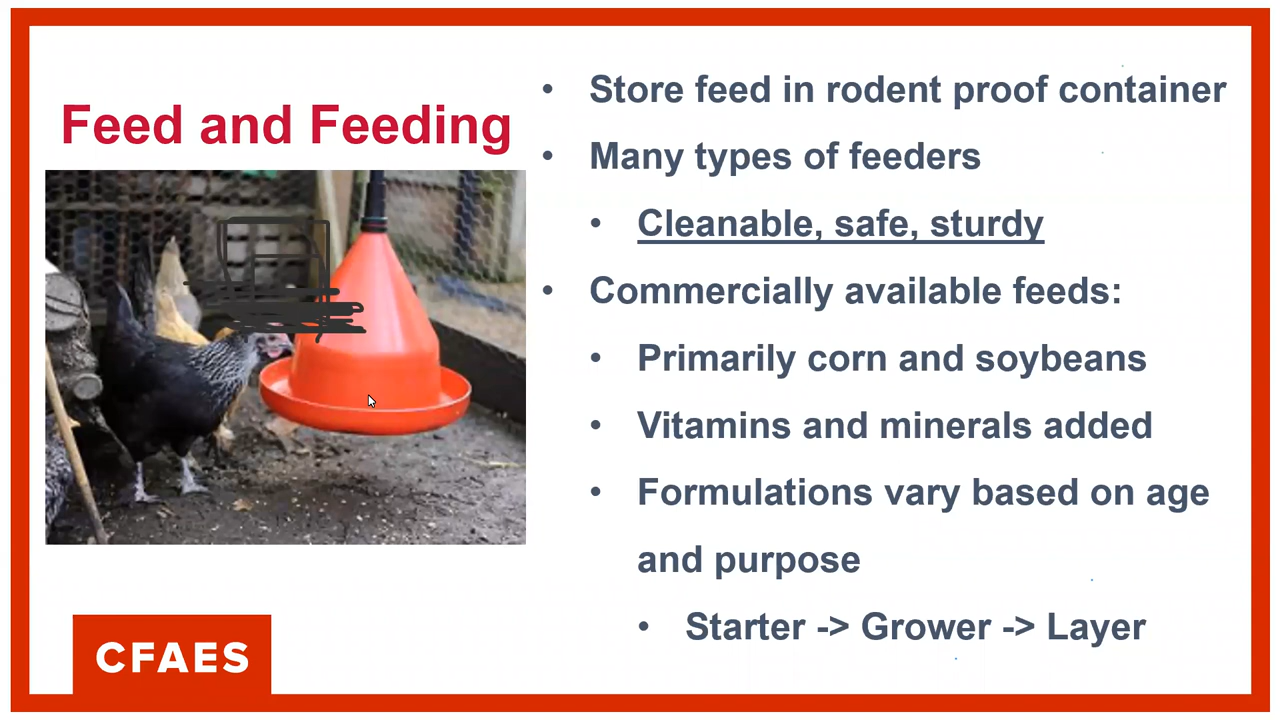 Feed and Feeding
• Store feed in rodent proof container
• Many types of feeders
• Cleanable, safe, sturdy
• Commercially available feeds:
• Primarily corn and soybeans
• Vitamins and minerals added
• Formulations vary based on age
and purpose
• Starter -> Grower -> Layer
CFAES